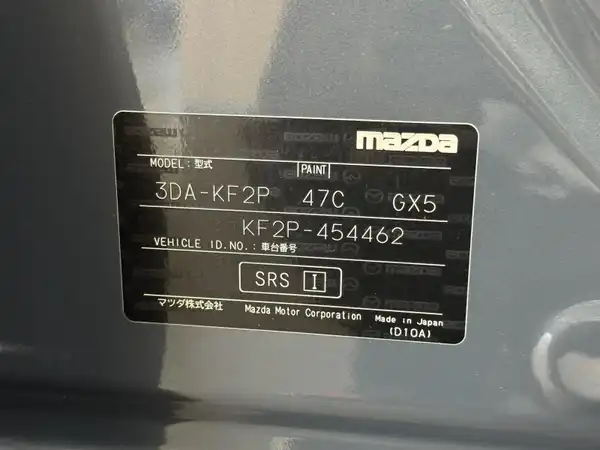 mazda
MODEL: 型式 PAINT
3DA-KF2P 47C GX5
KF2P-454462
VEHICLE ID.NO.: 車台番号
SRS I
マツダ株式会社 Mazda Motor Corporation Made in Japan
(D10A)